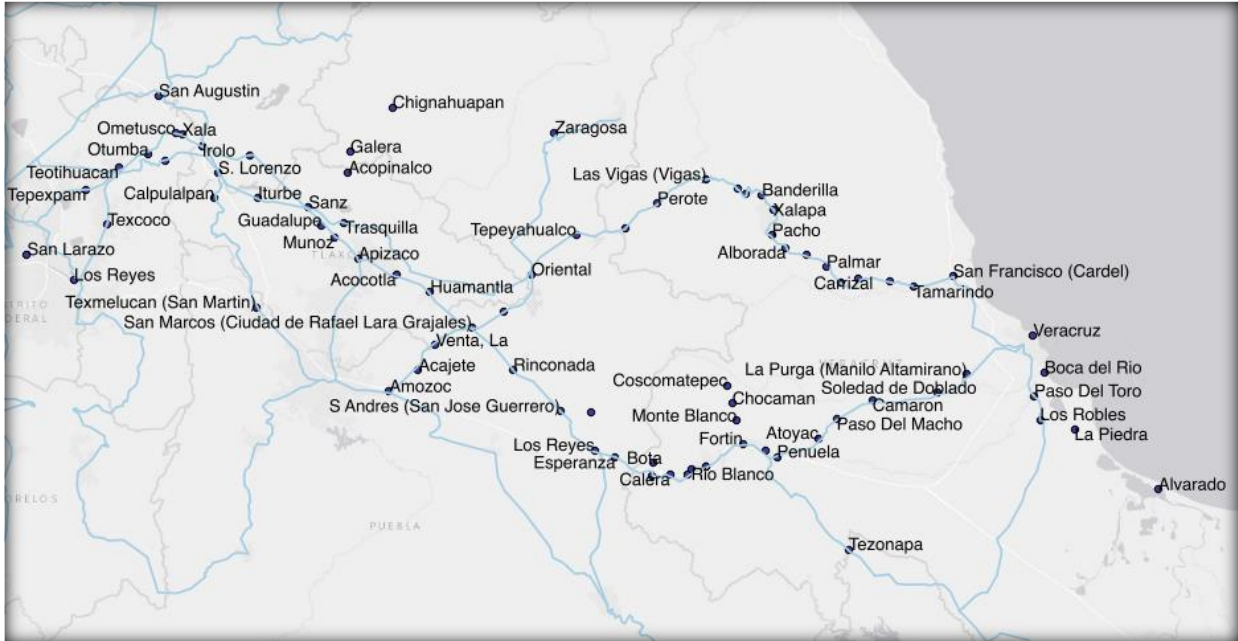 San Augustin
Chignahuapan
Ometusco
Xala
Zaragosa
Otumba
Irolo
Galera
Teotihuacan
S. Lorenzo
Acopinalco
Las Vigas (Vigas)
Tepexpam
Calpulalpan
Iturbe
Banderilla
Sanz
Perote
Xalapa
Texcoco
Guadalupe
Trasquilla
Tepeyahualco
Pacho
Munoz
San Larazo
TLAXC
Apizaco
Alborada
Palmar
Los Reyes
Acocotla
Oriental
San Francisco (Cardel)
Carrizal
Tamarindo
Huamantla
Texmelucan (San Martin)
San Marcos (Ciudad de Rafael Lara Grajales)
Veracruz
Venta, La
VERACRUZ
Acajete
Rinconada
La Purga (Manilo Altamirano)
Boca del Rio
Amozoc
Coscomatepec
Soledad de Doblado
Paso Del Toro
S Andres (San Jose Guerrero)
Chocaman
Camaron
Los Robles
Monte Blanco
Paso Del Macho
La Piedra
Fortin
Atoyac
Los Reyes
Penuela
Esperanza
Bota
Calera
Rio Blanco
Alvarado
ORELOS
PUEBLA
Tezonapa